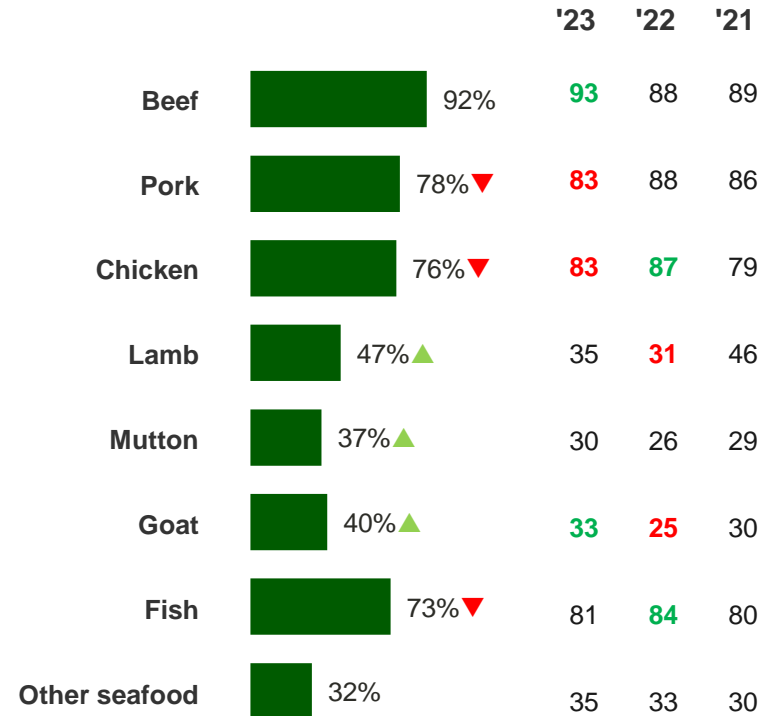 '23 '22 '21
Beef 92% 93 88 89
Pork 78% 83 88 86
Chicken 76% 83 87 79
Lamb 47% 35 31 46
Mutton 37% 30 26 29
Goat 40% 33 25 30
Fish 73% 81 84 80
Other seafood 32% 35 33 30